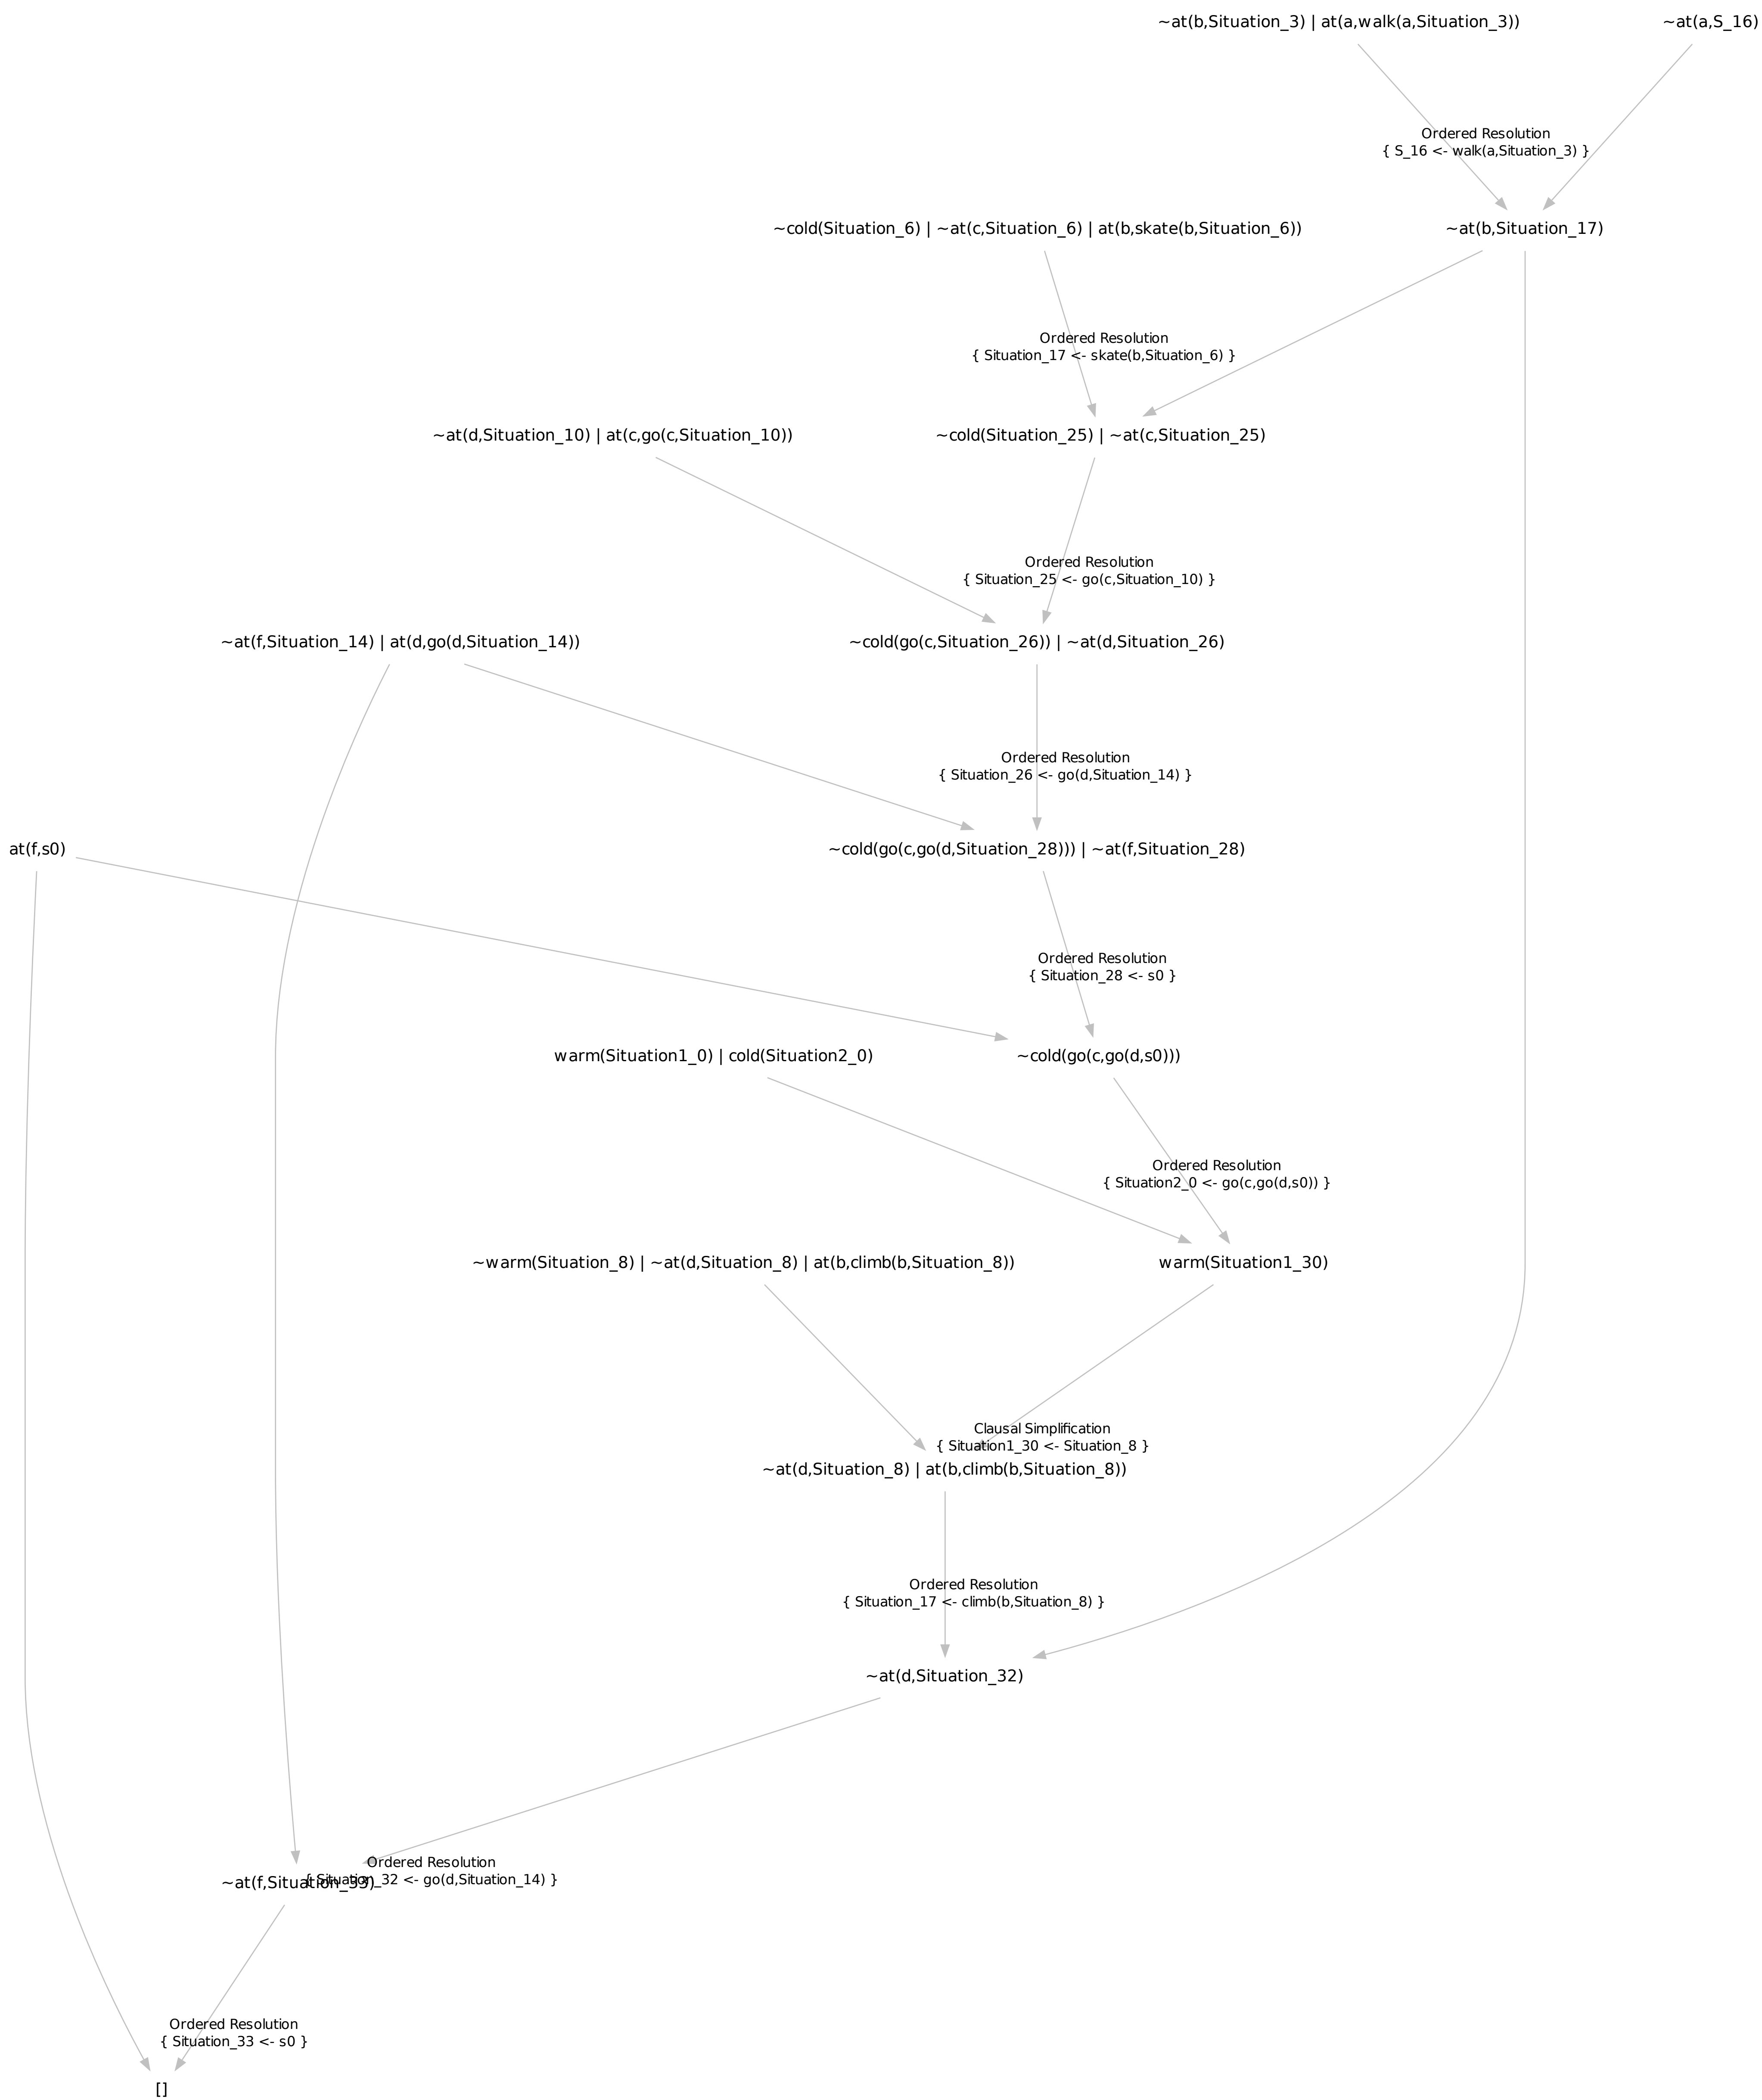 ~at(b,Situation_3) | at(a,walk(a,Situation_3))
~at(a,S_16)
Ordered Resolution
{ S_16 <- walk(a,Situation_3) }
~cold(Situation_6) | ~at(c,Situation_6) | at(b,skate(b,Situation_6))
~at(b,Situation_17)
Ordered Resolution
{ Situation_17 <- skate(b,Situation_6) }
~at(d,Situation_10) | at(c,go(c,Situation_10))
~cold(Situation_25) | ~at(c,Situation_25)
Ordered Resolution
{ Situation_25 <- go(c,Situation_10) }
~at(f,Situation_14) | at(d,go(d,Situation_14))
~cold(go(c,Situation_26)) | ~at(d,Situation_26)
Ordered Resolution
{ Situation_26 <- go(d,Situation_14) }
at(f,s0)
~cold(go(c,go(d,Situation_28))) | ~at(f,Situation_28)
Ordered Resolution
{ Situation_28 <- s0 }
warm(Situation1_0) | cold(Situation2_0)
~cold(go(c,go(d,s0)))
Ordered Resolution
{ Situation2_0 <- go(c,go(d,s0)) }
~warm(Situation_8) | ~at(d,Situation_8) | at(b,climb(b,Situation_8))
warm(Situation1_30)
Clausal Simplification
{ Situation1_30 <- Situation_8 }
~at(d,Situation_8) | at(b,climb(b,Situation_8))
Ordered Resolution
{ Situation_17 <- climb(b,Situation_8) }
~at(d,Situation_32)
Ordered Resolution
{ Situation_32 <- go(d,Situation_14) }
~at(f,Situation_33)
Ordered Resolution
{ Situation_33 <- s0 }
[]